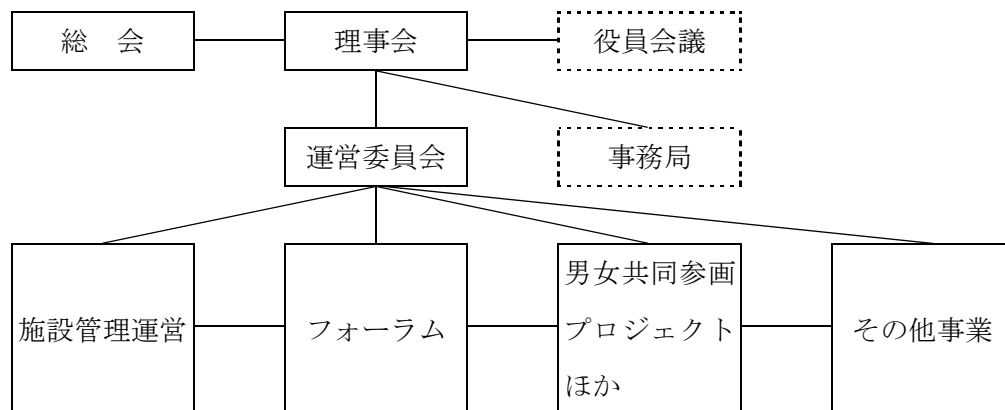 総　会
理事会
役員会議
運営委員会
事務局
施設管理運営
フォーラム
男女共同参画
プロジェクト
ほか
その他事業